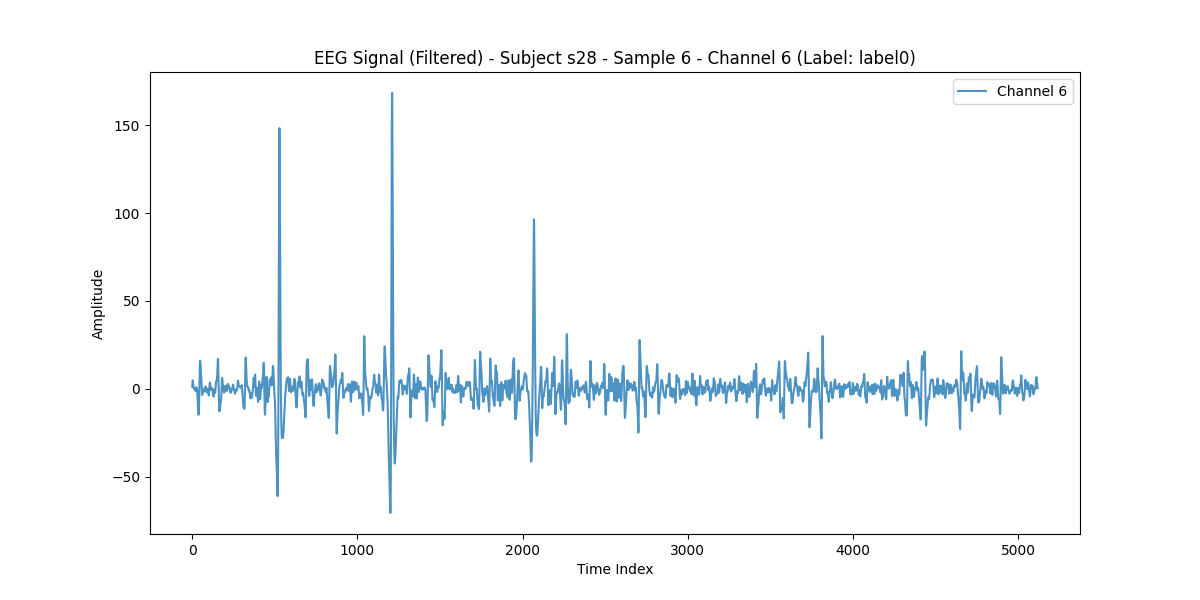 EEG Signal (Filtered) - Subject s28 - Sample 6 - Channel 6 (Label: label0)
Channel 6
150
100
50
0
−50
Amplitude
0 1000 2000 3000 4000 5000
Time Index